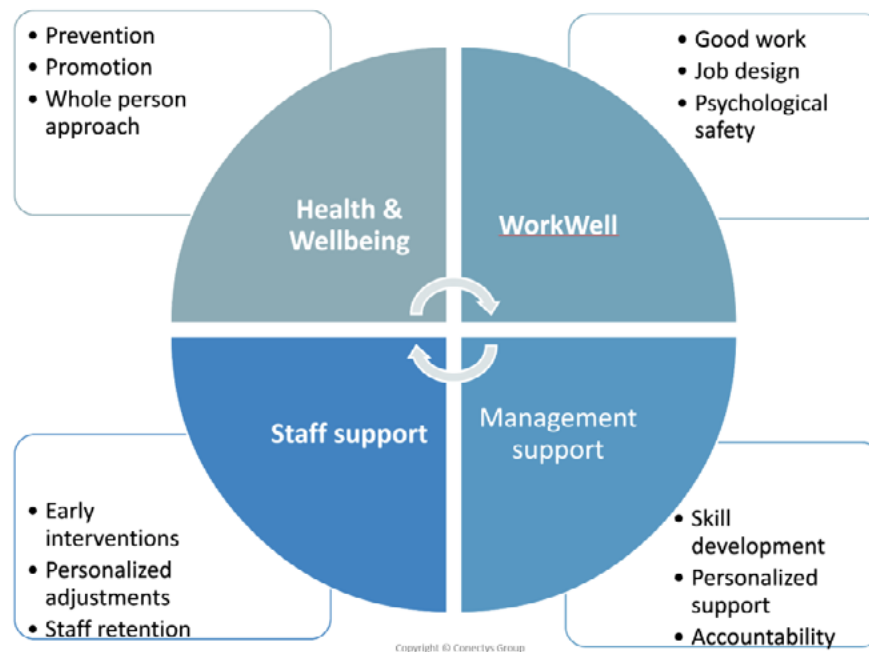 • Prevention
• Promotion
• Whole person
approach
• Good work
• Job design
• Psychological
safety
Health &
Wellbeing
WorkWell
Staff support
Management
support
• Early
interventions
• Personalized
adjustments
• Staff retention
• Skill
development
• Personalized
support
• Accountability
Copyright © Conectys Group